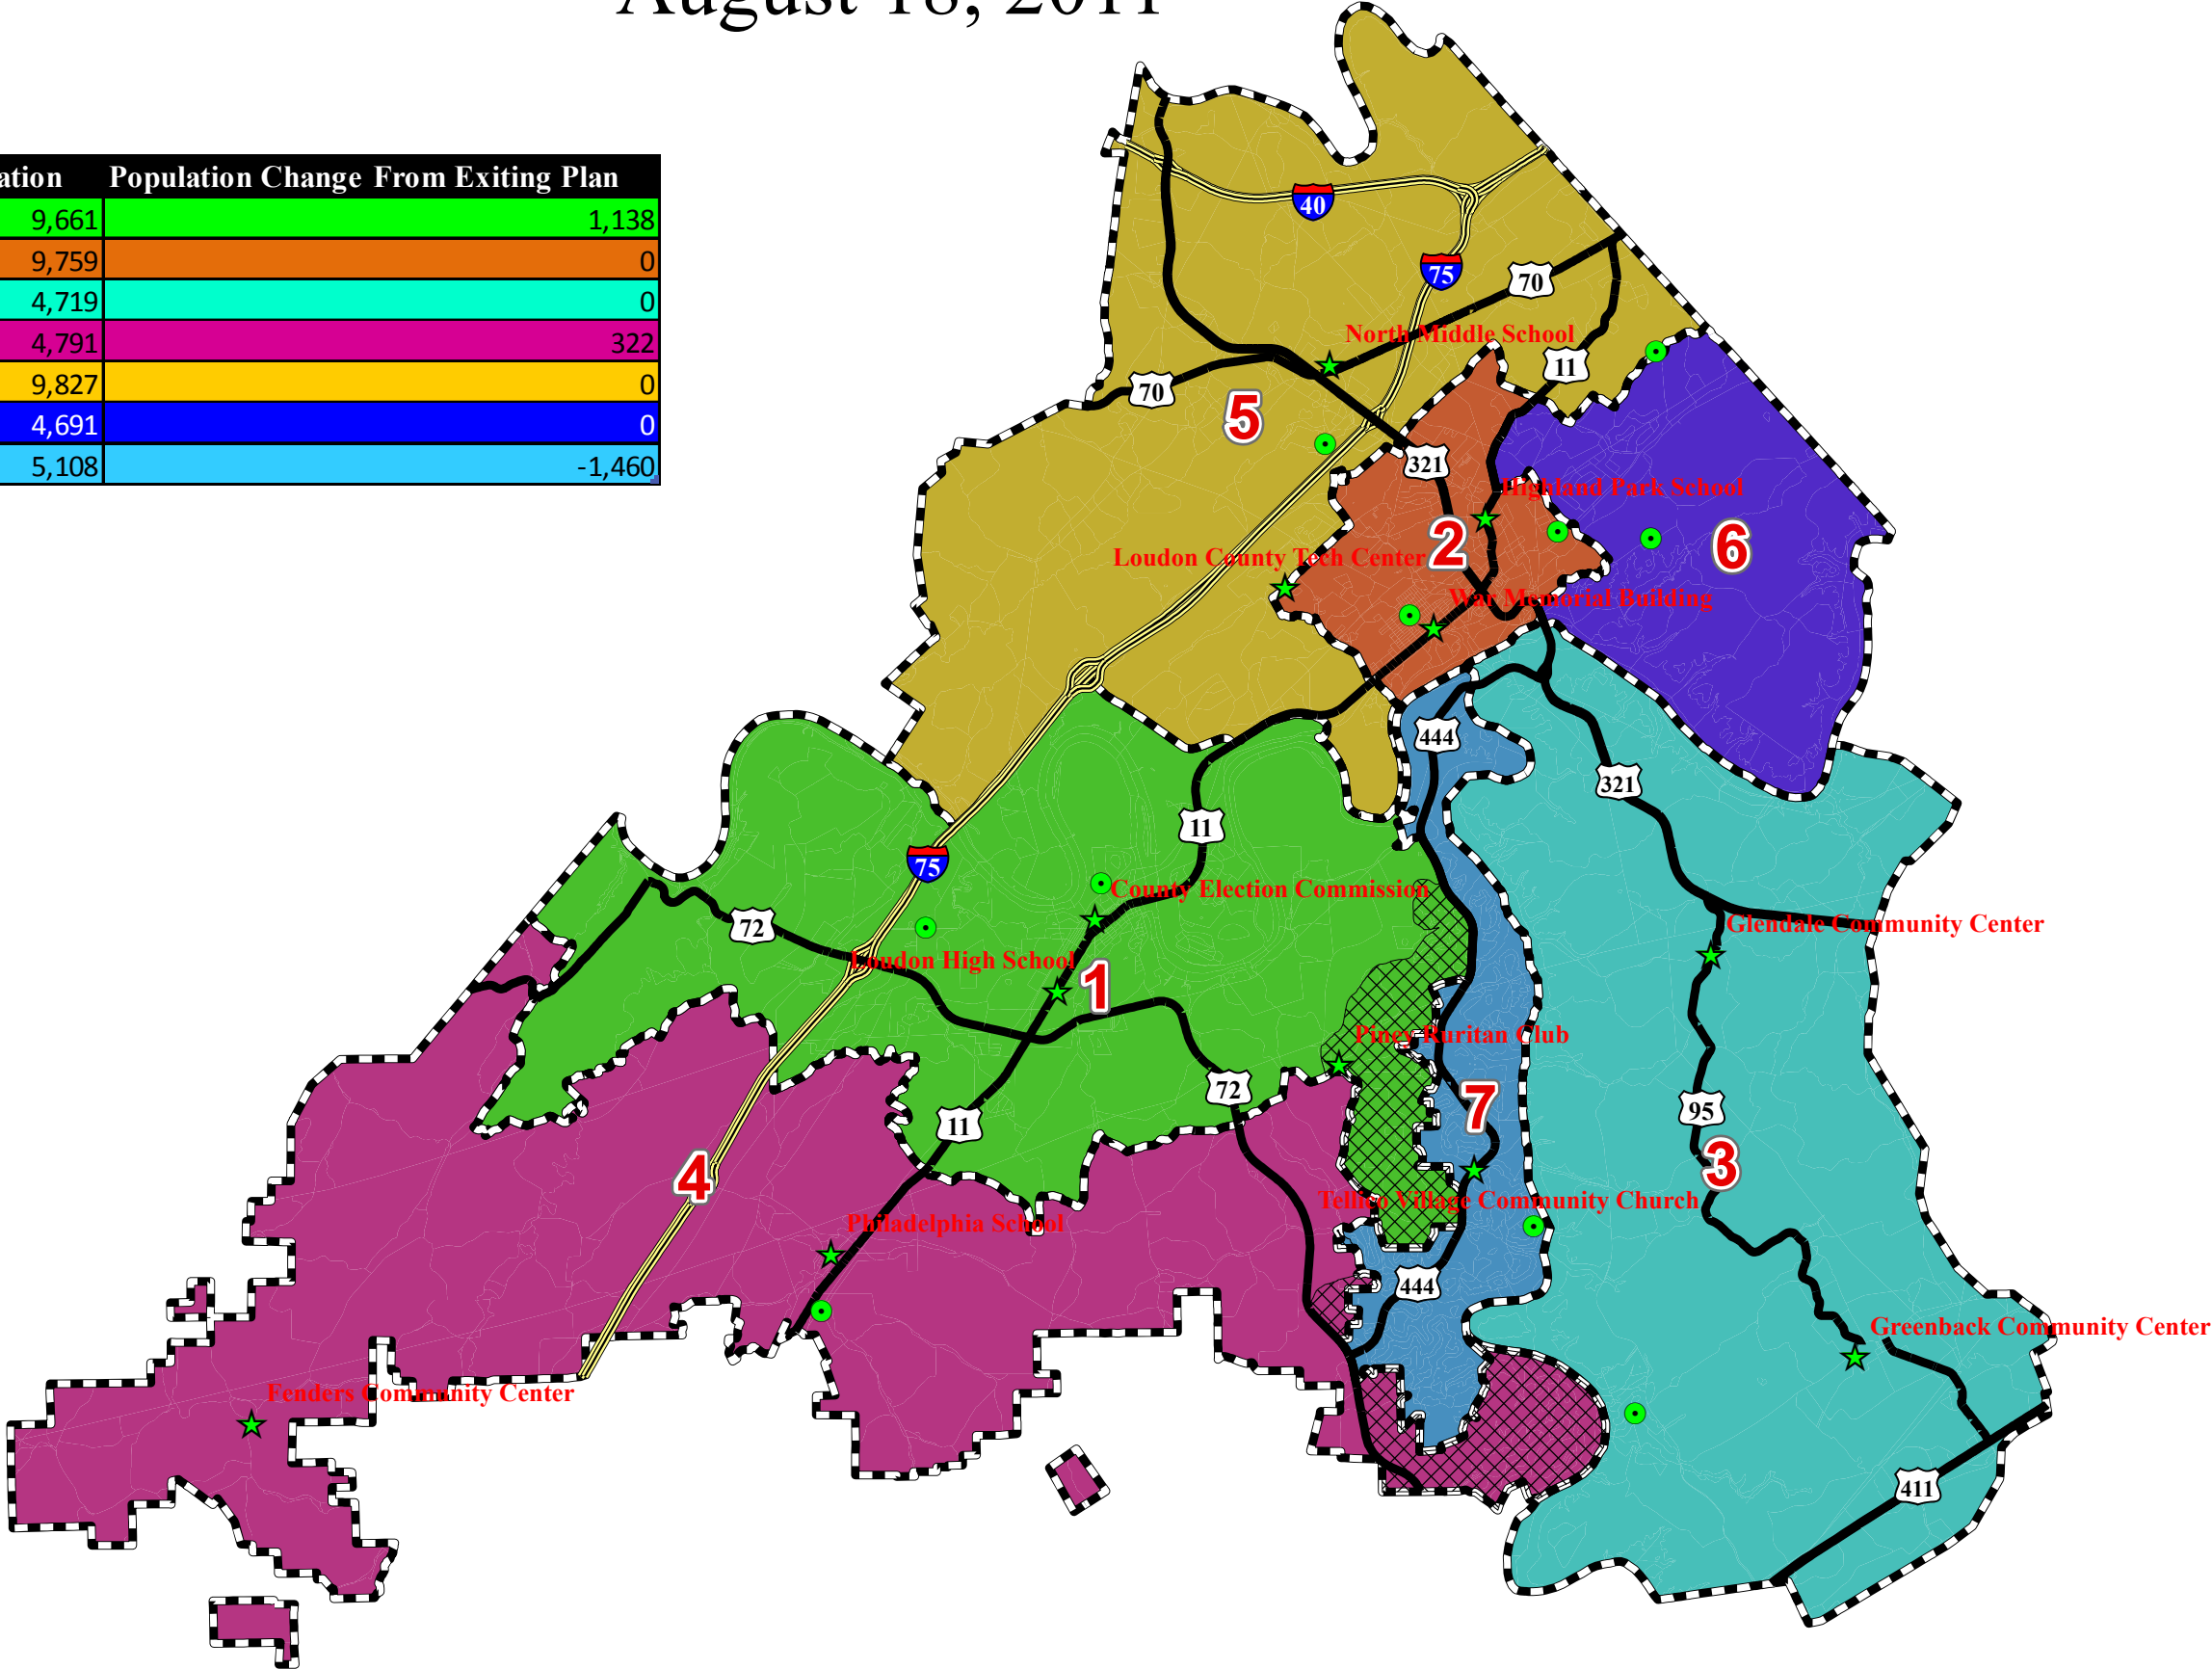 August 18, 2011
ation Population Change From Exiting Plan
9,661 1,138
9,759 0
4,719 0
4,791 322
9,827 0
4,691 0
5,108 -1,460
40
75
70
North Middle School
11
70
5
321
Highland Park School
2
6
Loudon County Tech Center
War Memorial Building
444
321
11
75
County Election Commission
72
Glendale Community Center
Loudon High School
1
Piney Ruritan Club
72
7
95
11
3
4
Tellico Village Community Church
Philadelphia School
444
Greenback Community Center
Fenders Community Center
411